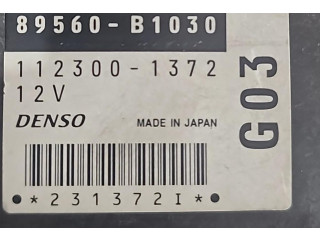 89560-B1030
112300-1372
12V
DENSO MADE IN JAPAN
G03
*231372I*